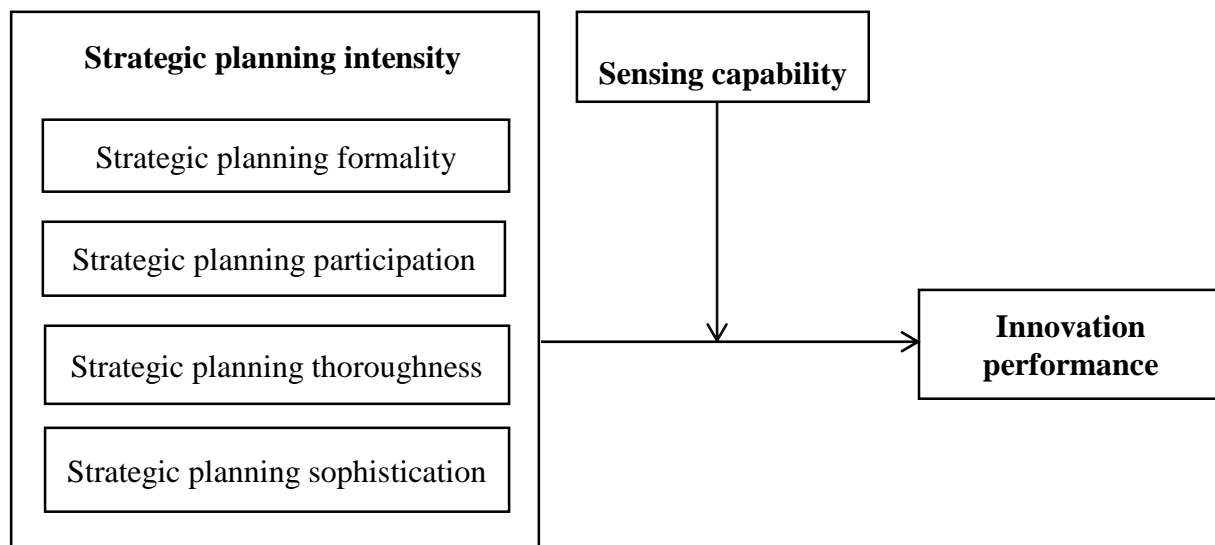 Strategic planning intensity
Strategic planning formality
Strategic planning participation
Strategic planning thoroughness
Strategic planning sophistication
Sensing capability
Innovation
performance